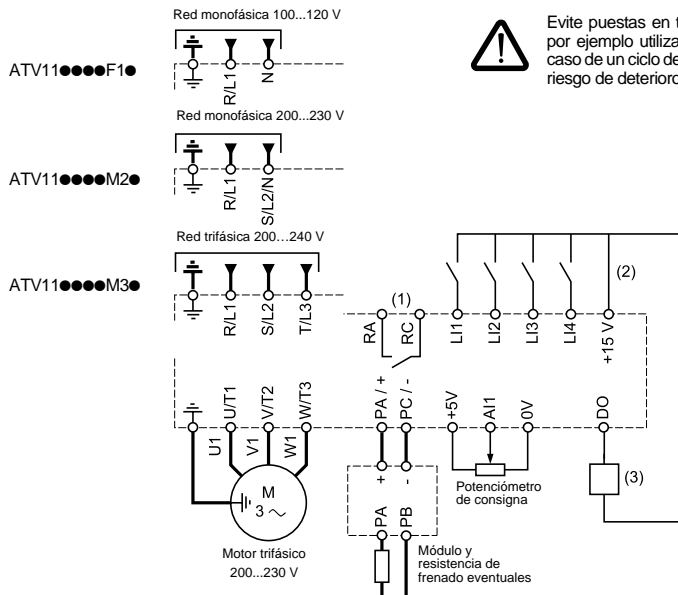 Red monofásica 100...120 V
ATV11●●●●F1●
R/L1
N
Evite puestas en t
por ejemplo utiliza
caso de un ciclo de
riesgo de deterioro
Red monofásica 200...230 V
ATV11●●●●M2●
R/L1
S/L2/N
Red trifásica 200...240 V
ATV11●●●●M3●
R/L1
S/L2
T/L3
(1)
RA
RC
LI1
LI2
LI3
LI4
+15 V
(2)
U/T1
V/T2
W/T3
PA / +
PC / -
+5V
AI1
0V
DO
U1
V1
W1
M
3 ~
Motor trifásico
200...230 V
+
-
PA
PB
Módulo y
resistencia de
frenado eventuales
Potenciómetro
de consigna
(3)